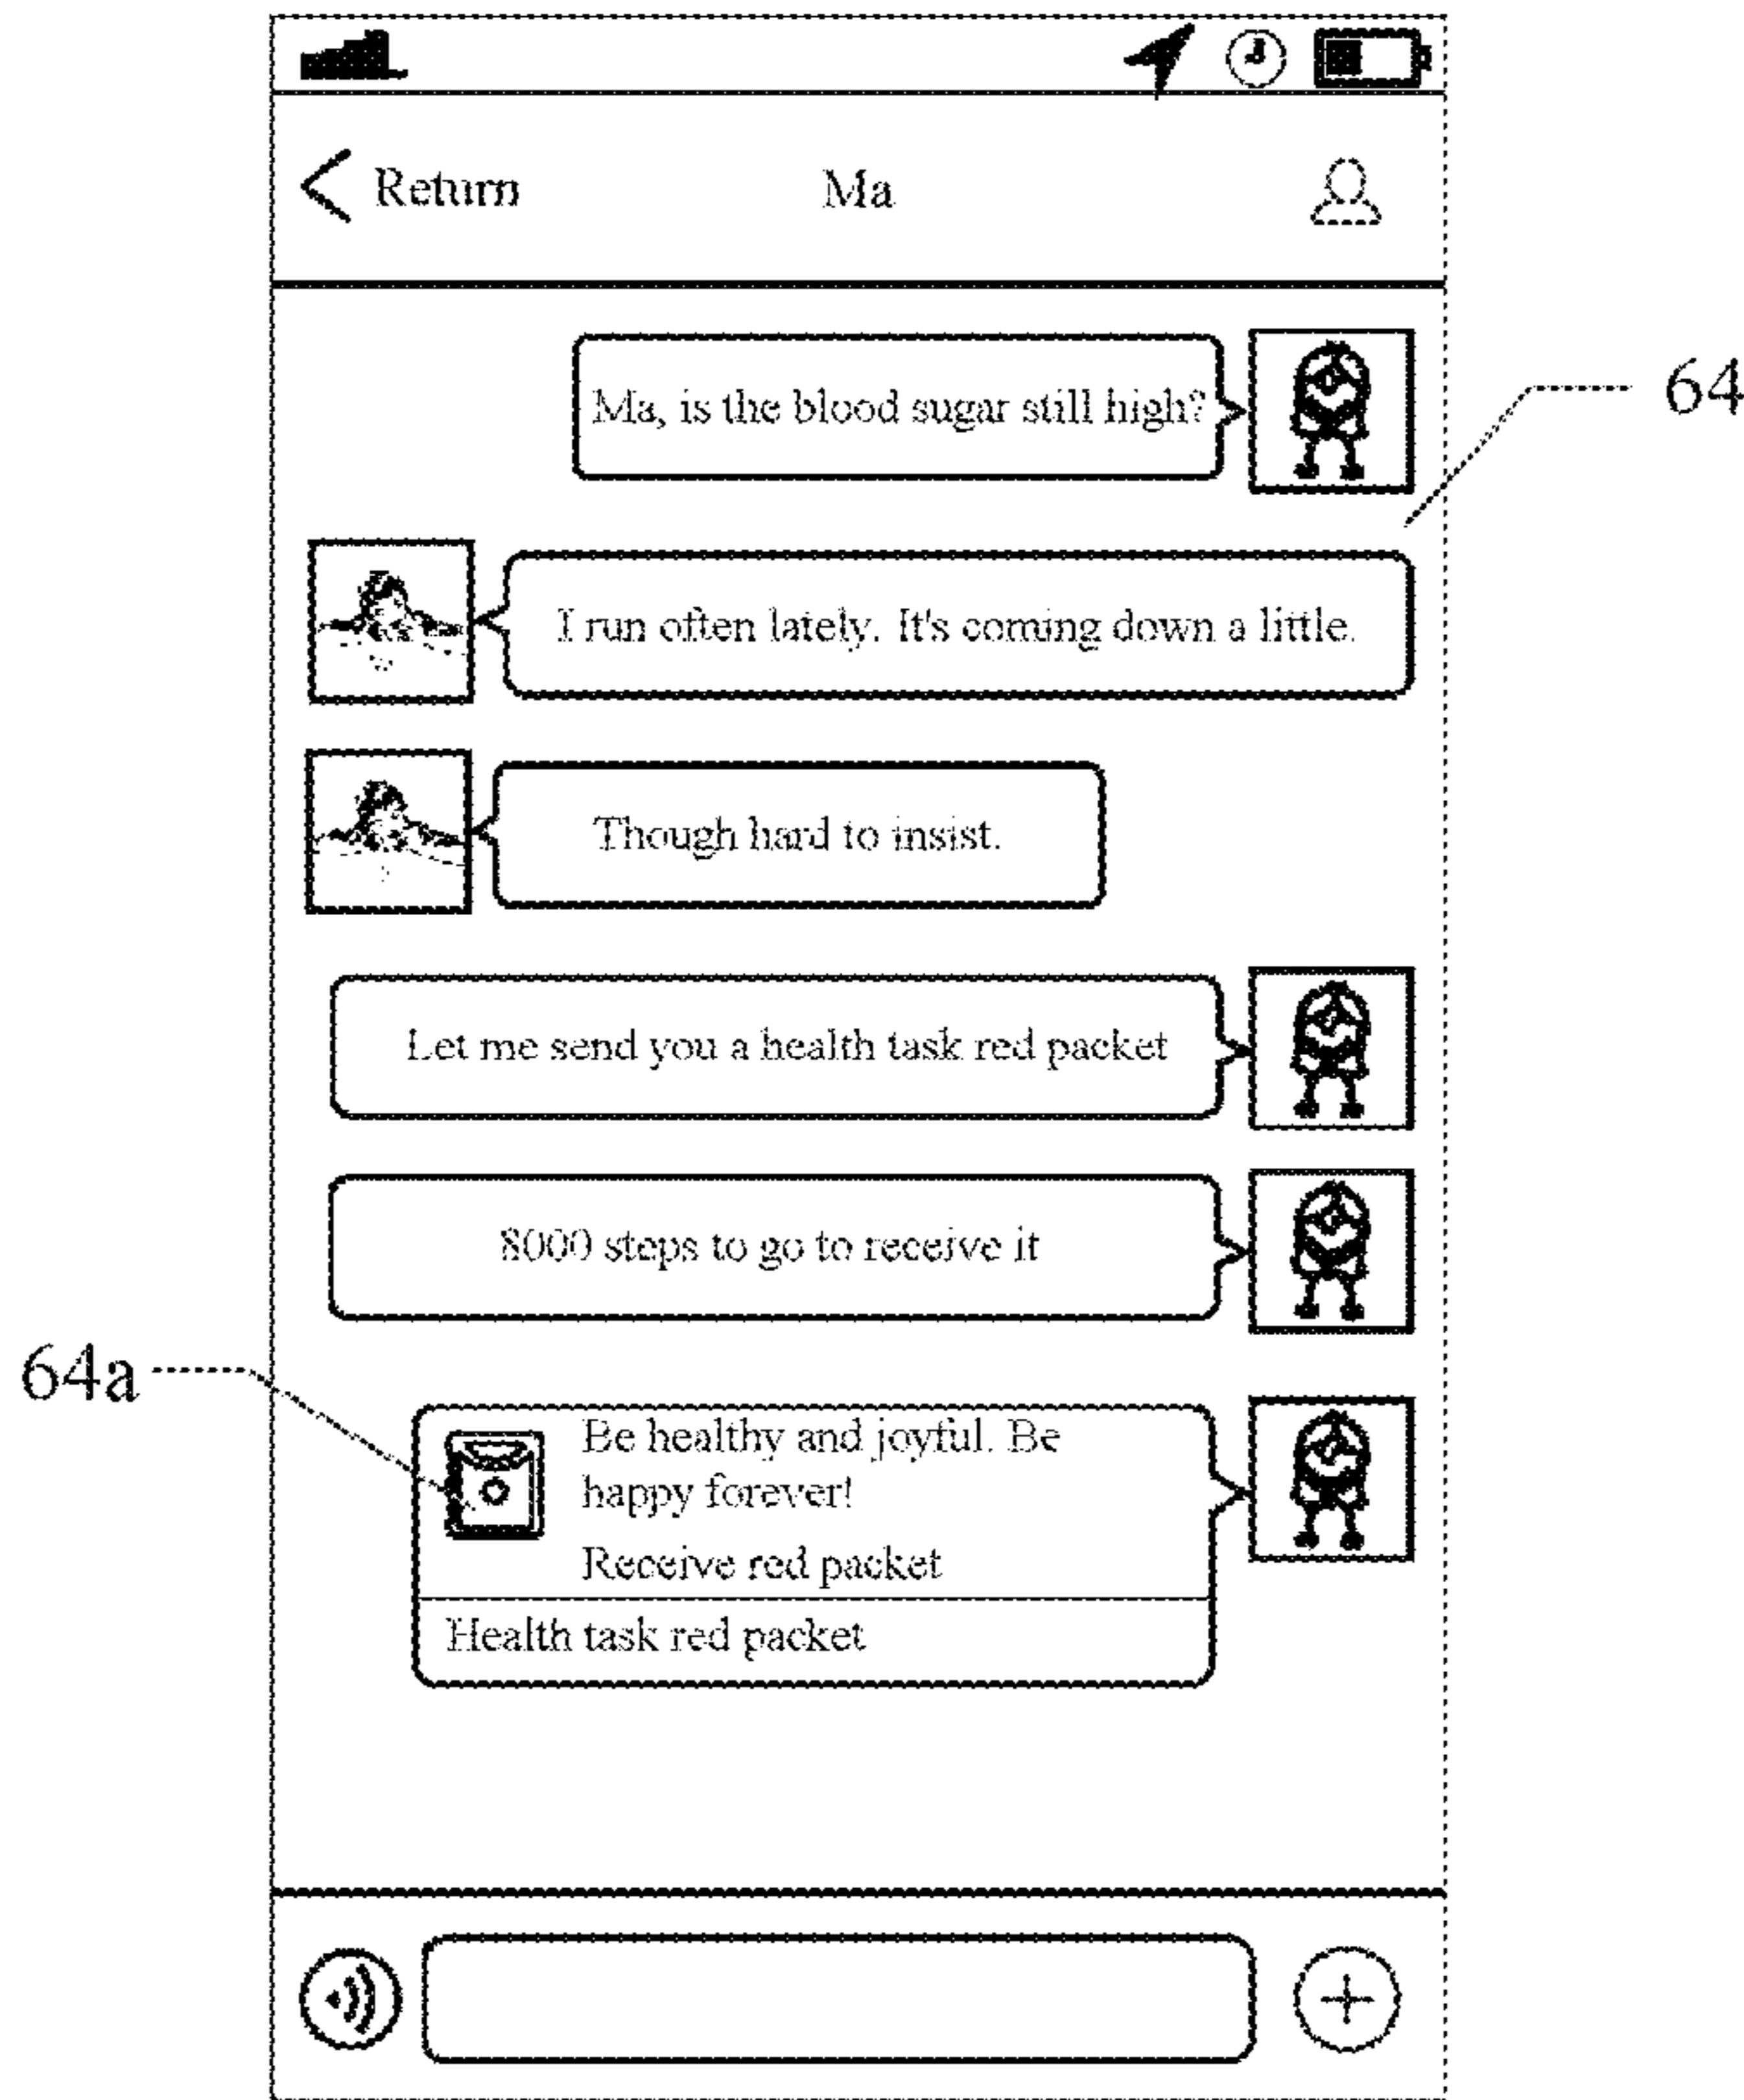 Return
Ma
Ma, is the blood sugar still high?
64
I run often lately. It's coming down a little.
Though hard to insist.
Let me send you a health task red packet
8000 steps to go to receive it
64a
Be healthy and joyful. Be
happy forever!
Receive red packet
Health task red packet